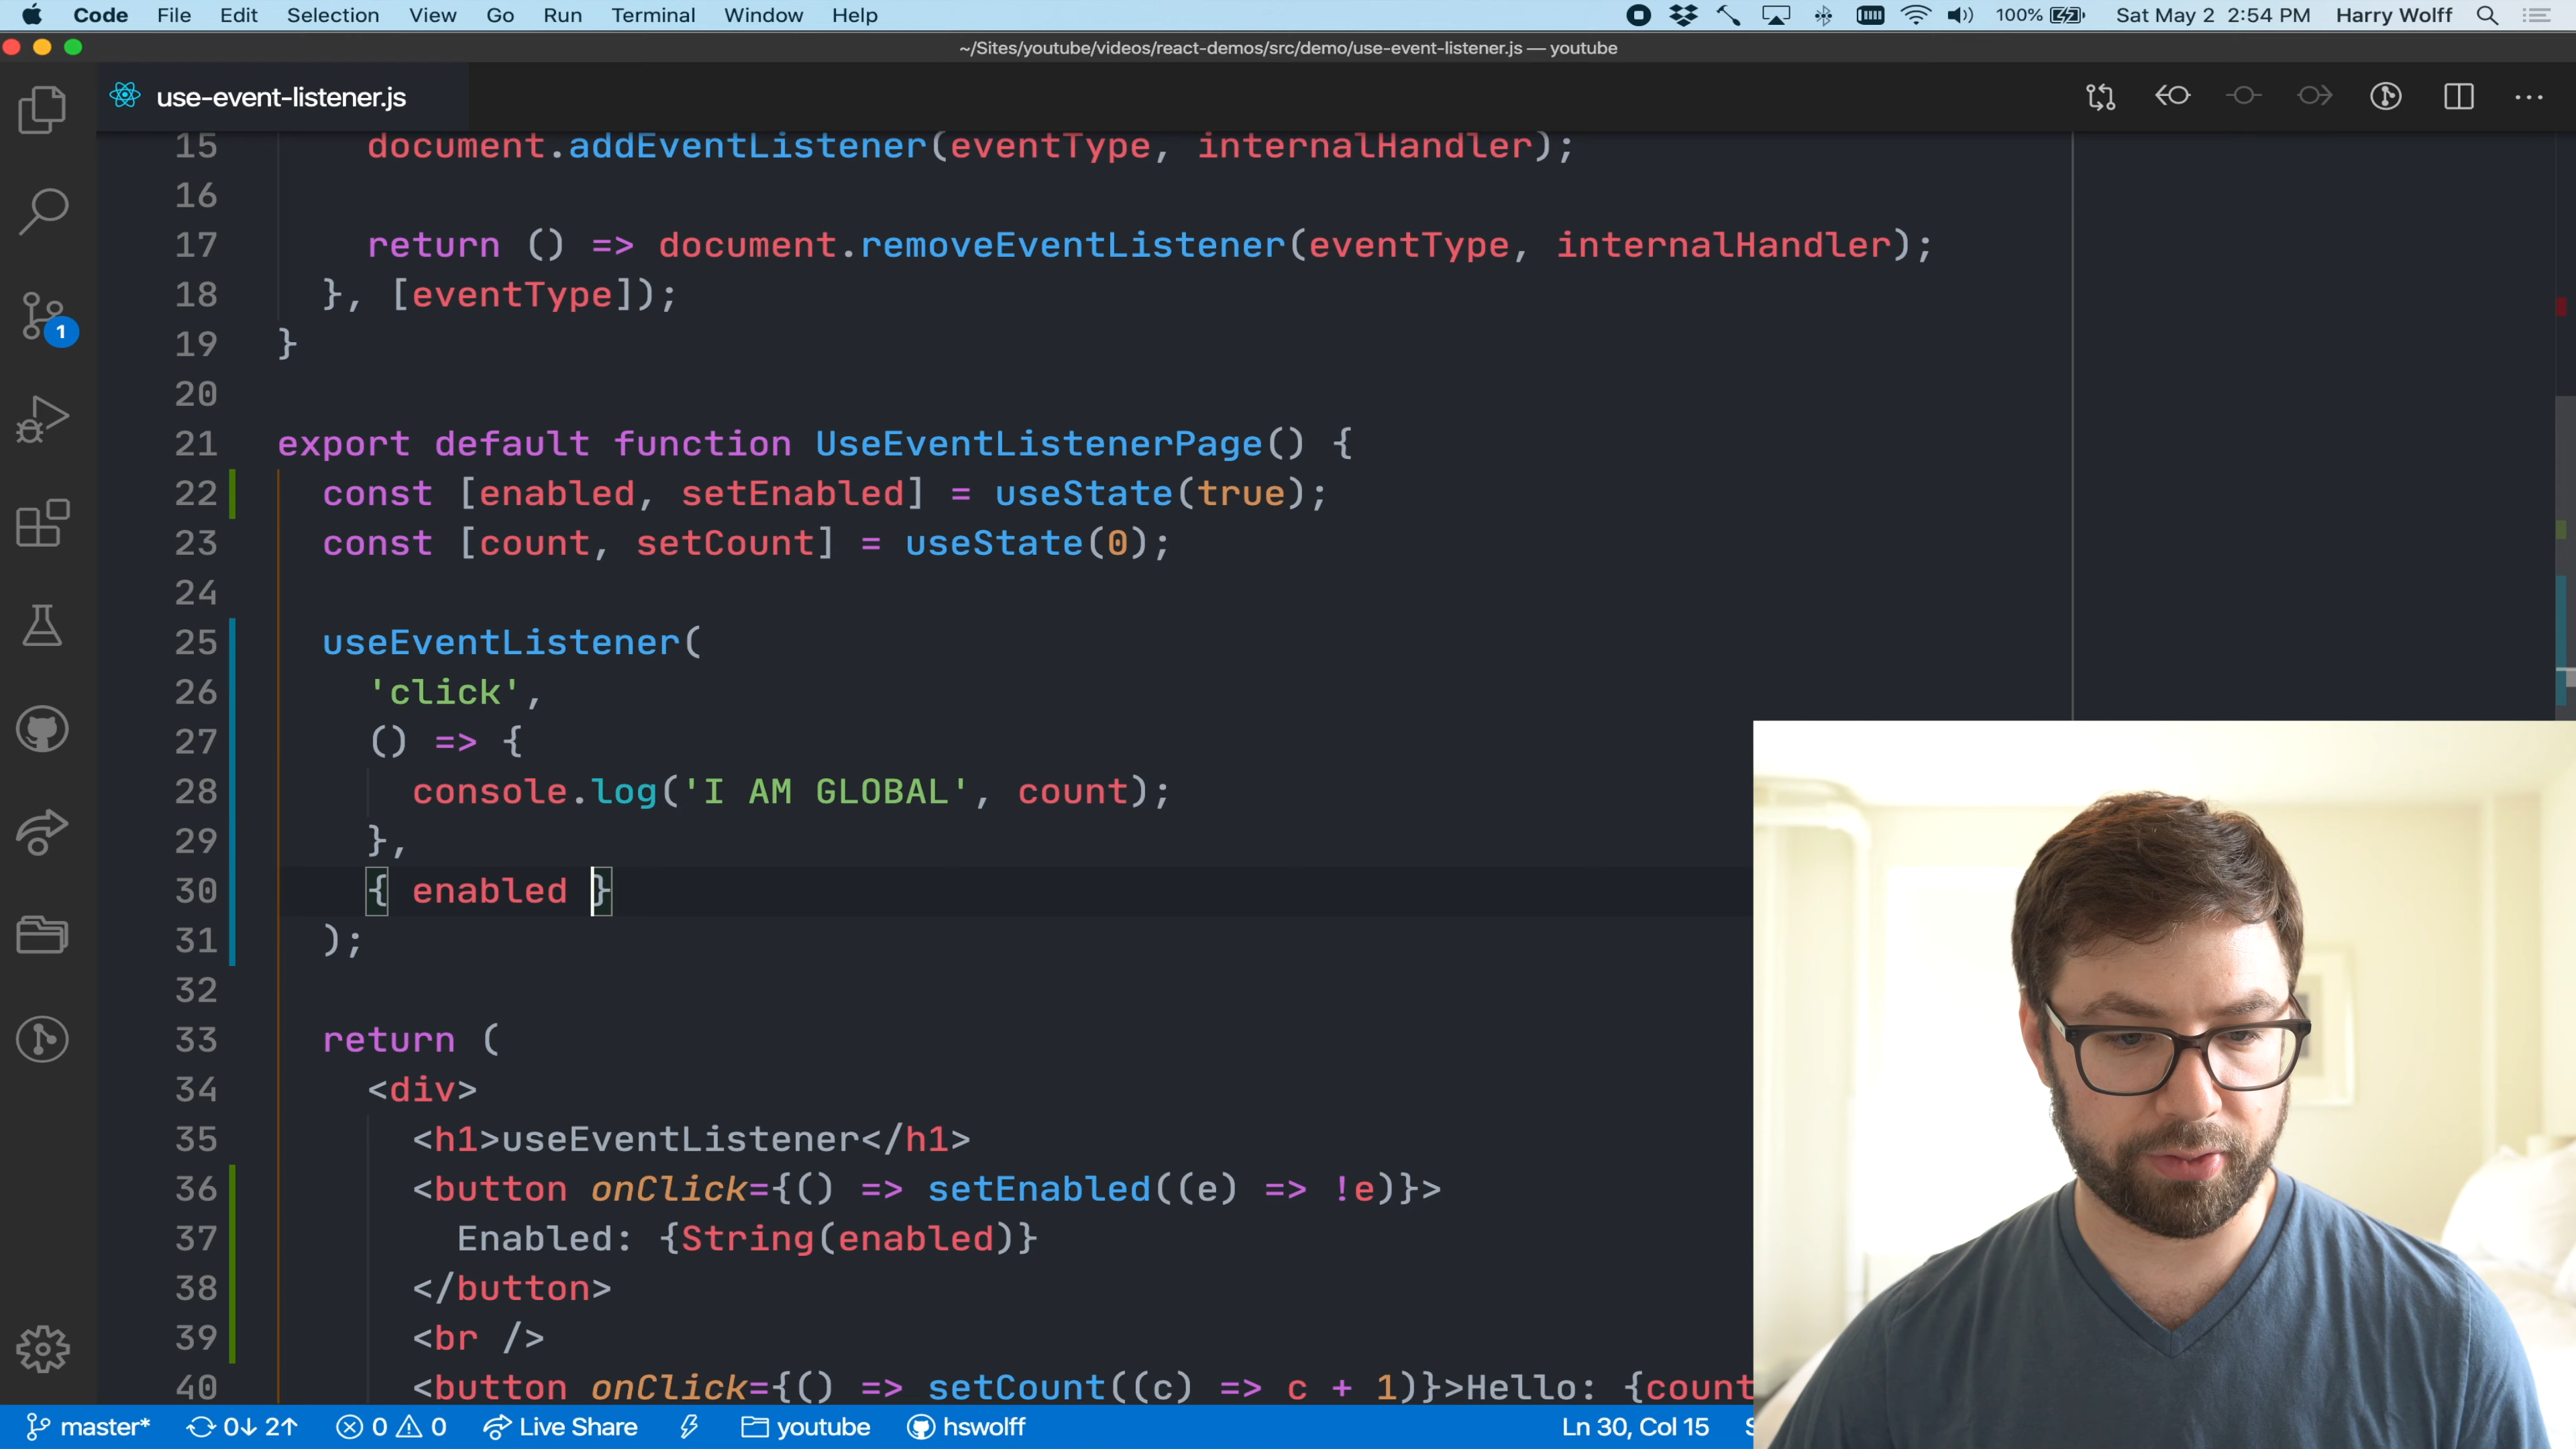 Code File Edit Selection View Go Run Terminal Window Help 100% Sat May 2 2:54 PM Harry Wolff
~/Sites/youtube/videos/react-demos/src/demo/use-event-listener.js — youtube
use-event-listener.js
15 document.addEventListener(eventType, internalHandler);
16
17 return () => document.removeEventListener(eventType, internalHandler);
18 }, [eventType]);
19 }
20
21 export default function UseEventListenerPage() {
22 const [enabled, setEnabled] = useState(true);
23 const [count, setCount] = useState(0);
24
25 useEventListener(
26 'click',
27 () => {
28 console.log('I AM GLOBAL', count);
29 },
30 { enabled }
31 );
32
33 return (
34 <div>
35 <h1>useEventListener</h1>
36 <button onClick={() => setEnabled((e) => !e)}>
37 Enabled: {String(enabled)}
38 </button>
39 <br />
40 <button onClick={() => setCount((c) => c + 1)}>Hello: {count
1
master* 0↓ 2↑ 0 0 Live Share youtube hswolff Ln 30, Col 15